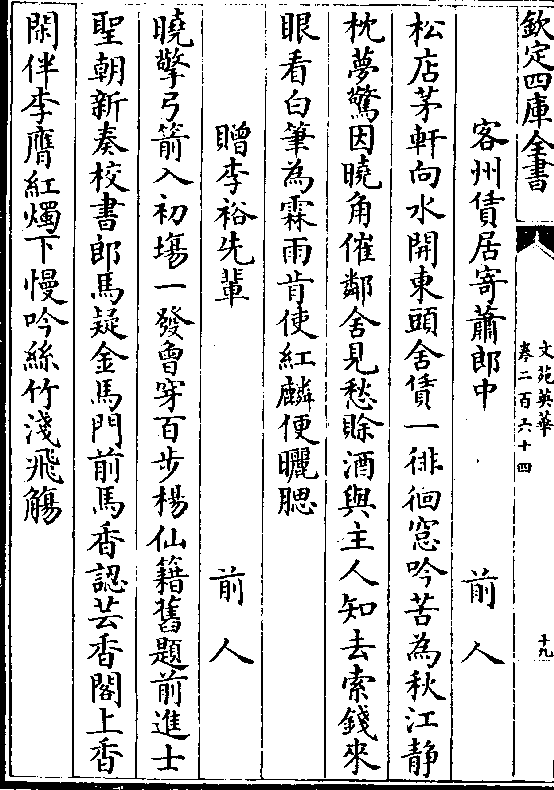 欽定四庫全書
文苑英華
卷二百六十四
十九
客州賃居寄蕭郎中 前人
松店茅軒向水開東頭舍賃一徘徊窓吟苦為秋江静
枕夢驚因曉角催鄰舍見愁賒酒與主人知去索錢來
眼看白筆為霖雨肯使紅鱗便曬腮
贈李裕先輩 前人
曉擎弓箭入初塲一發曾穿百步楊仙籍舊題前進士
聖朝新奏校書郎馬疑金馬門前馬香認芸香閣上香
閑伴李膺紅燭下慢吟絲竹淺飛觴